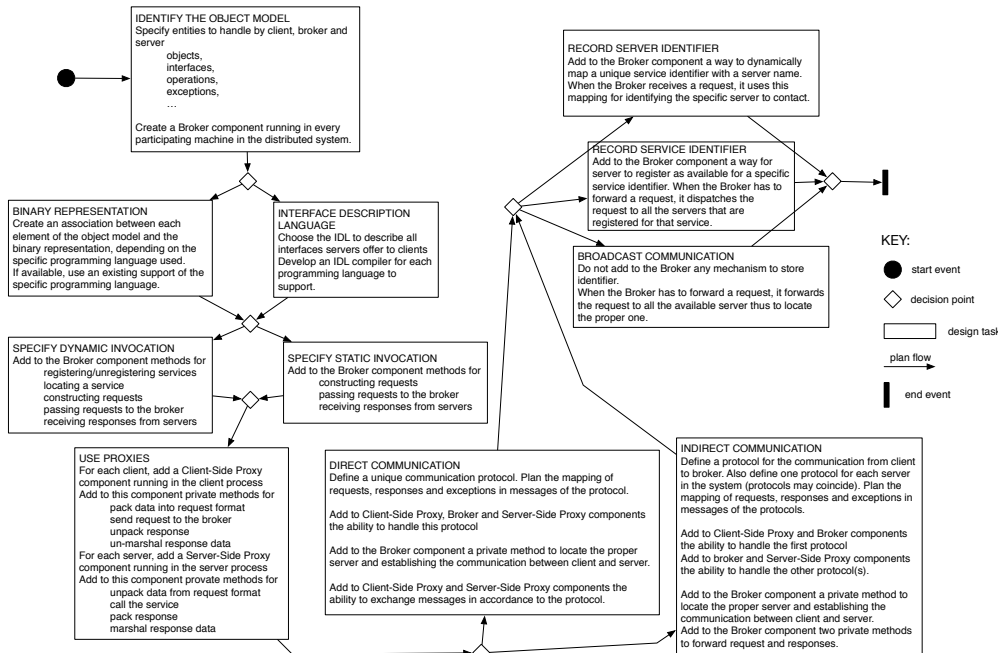 IDENTIFY THE OBJECT MODEL
Specify entities to handle by client, broker and
server
objects,
interfaces,
operations,
exceptions,
...
Create a Broker component running in every
participating machine in the distributed system.
BINARY REPRESENTATION
Create an association between each
element of the object model and the
binary representation, depending on the
specific programming language used.
If available, use an existing support of the
specific programming language.
INTERFACE DESCRIPTION
LANGUAGE
Choose the IDL to describe all
interfaces servers offer to clients
Develop an IDL compiler for each
programming language to
support.
SPECIFY DYNAMIC INVOCATION
Add to the Broker component methods for
registering/unregistering services
locating a service
constructing requests
passing requests to the broker
receiving responses from servers
SPECIFY STATIC INVOCATION
Add to the Broker component methods for
constructing requests
passing requests to the broker
receiving responses from servers
USE PROXIES
For each client, add a Client-Side Proxy
component running in the client process
Add to this component private methods for
pack data into request format
send request to the broker
unpack response
un-marshal response data
For each server, add a Server-Side Proxy
component running in the server process
Add to this component provate methods for
unpack data from request format
call the service
pack response
marshal response data
DIRECT COMMUNICATION
Define a unique communication protocol. Plan the mapping of
requests, responses and exceptions in messages of the protocol.
Add to Client-Side Proxy, Broker and Server-Side Proxy components
the ability to handle this protocol
Add to the Broker component a private method to locate the proper
server and establishing the communication between client and server.
Add to Client-Side Proxy and Server-Side Proxy components the
ability to exchange messages in accordance to the protocol.
INDIRECT COMMUNICATION
Define a protocol for the communication from client
to broker. Also define one protocol for each server
in the system (protocols may coincide). Plan the
mapping of requests, responses and exceptions in
messages of the protocols.
Add to Client-Side Proxy and Broker components
the ability to handle the first protocol
Add to broker and Server-Side Proxy components
the ability to handle the other protocol(s).
Add to the Broker component a private method to
locate the proper server and establishing the
communication between client and server.
Add to the Broker component two private methods
to forward request and responses.
RECORD SERVER IDENTIFIER
Add to the Broker component a way to dynamically
map a unique service identifier with a server name.
When the Broker receives a request, it uses this
mapping for identifying the specific server to contact.
RECORD SERVICE IDENTIFIER
Add to the Broker component a way for
server to register as available for a specific
service identifier. When the Broker has to
forward a request, it dispatches the
request to all the servers that are
registered for that service.
BROADCAST COMMUNICATION
Do not add to the Broker any mechanism to store
identifier.
When the Broker has to forward a request, it forwards
the request to all the available server thus to locate
the proper one.
KEY:
start event
decision point
design task
plan flow
end event